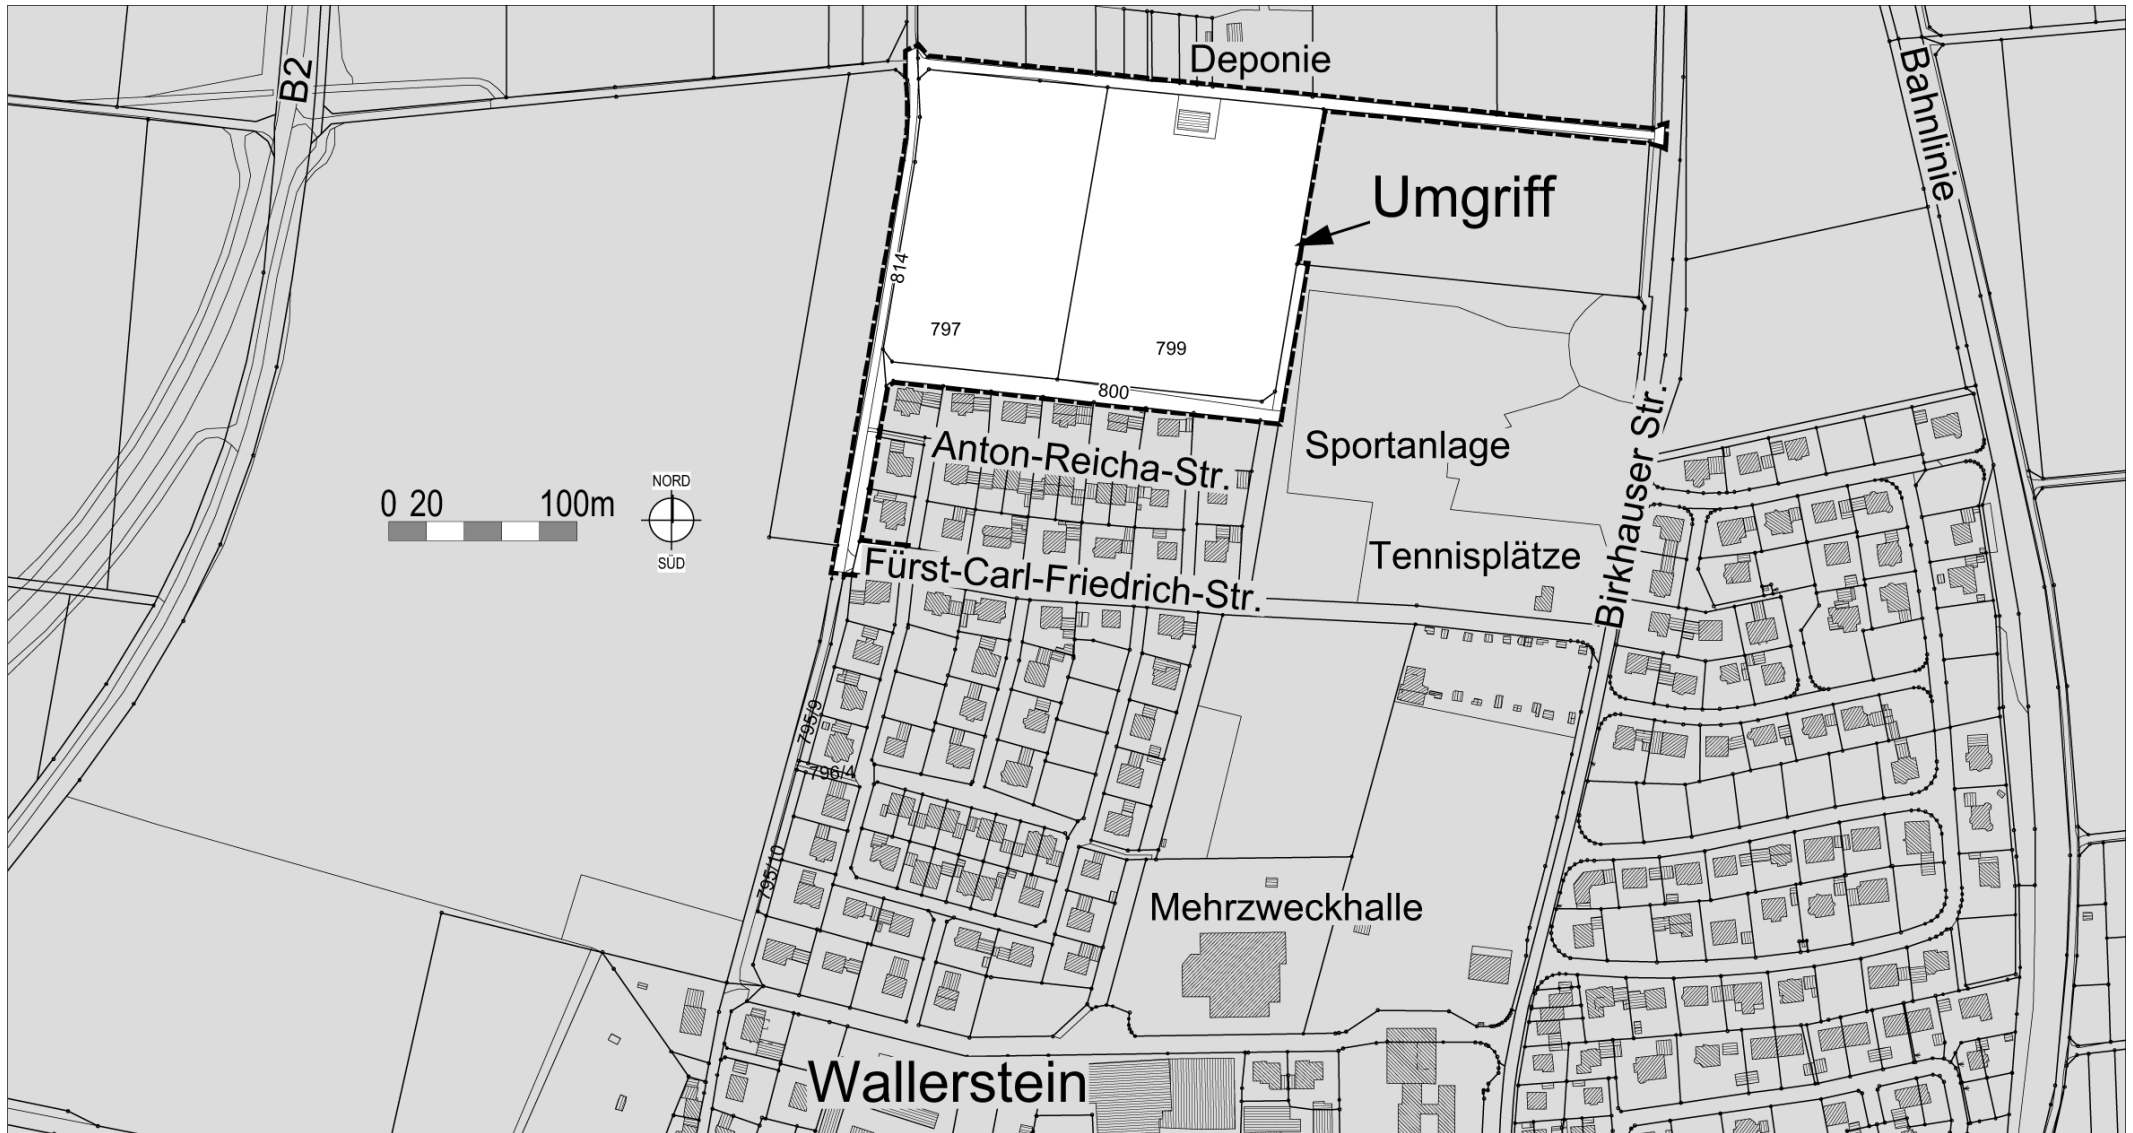 Deponie
B2
Bahnlinie
Umgriff
814
797
799
800
Anton-Reicha-Str.
Sportanlage
Birkhauser Str.
NORD
0 20 100m
SÜD
Tennisplätze
Fürst-Carl-Friedrich-Str.
795/9
796/4
795/10
Mehrzweckhalle
Wallerstein